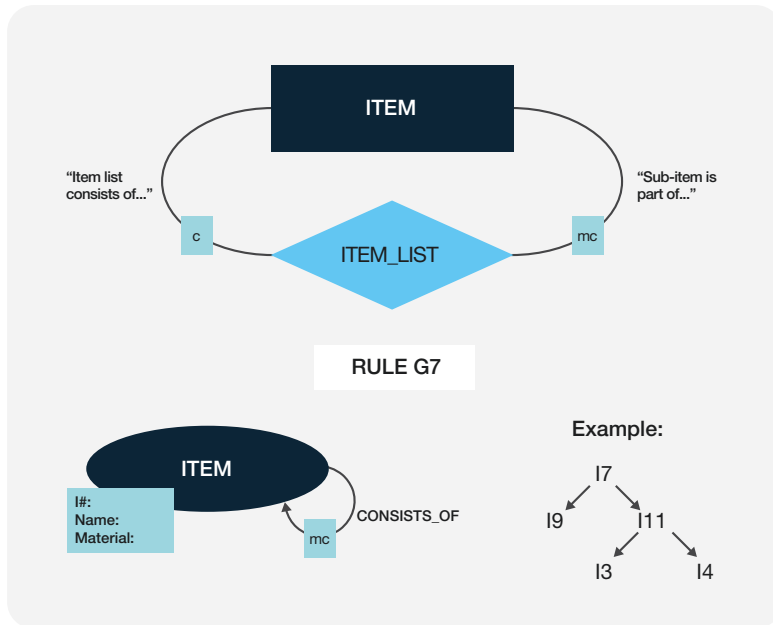 ITEM
“Item list
consists of...”
“Sub-item is
part of...”
c
mc
ITEM_LIST
RULE G7
ITEM
I#:
Name:
Material:
CONSISTS_OF
mc
Example:
I7
I9
I11
I3
I4